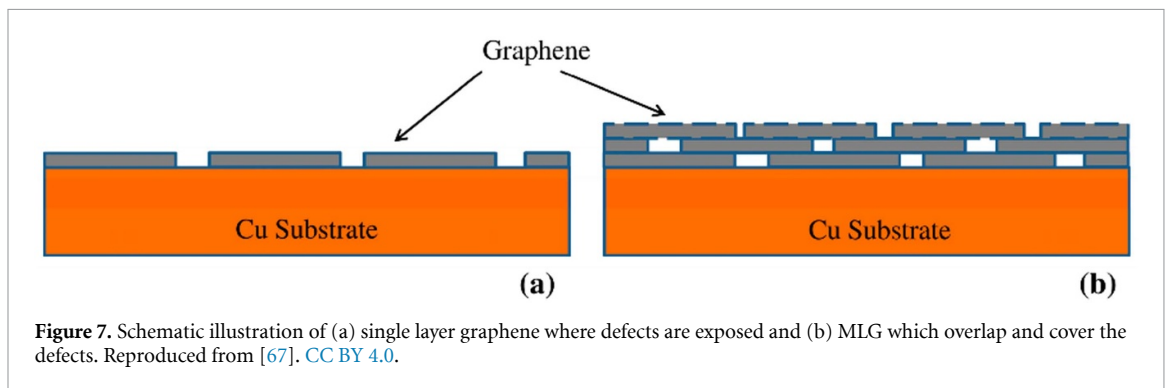 Graphene
Cu Substrate
Cu Substrate
(a)
(b)
Figure 7. Schematic illustration of (a) single layer graphene where defects are exposed and (b) MLG which overlap and cover the
defects. Reproduced from [67]. CC BY 4.0.